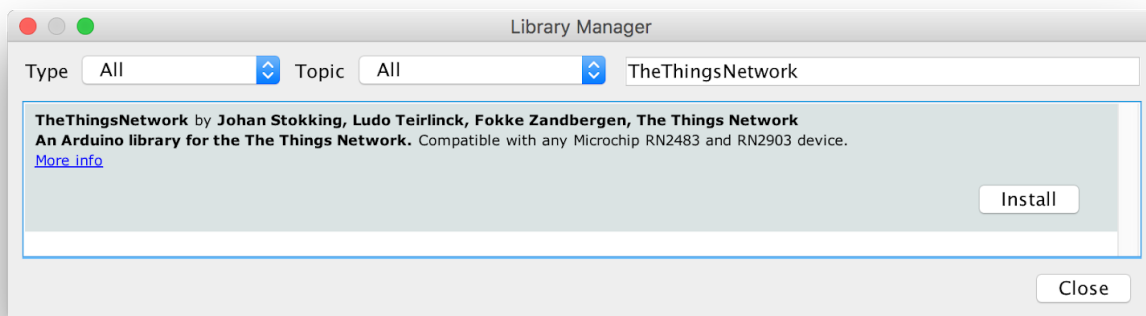 Library Manager
Type All Topic All TheThingsNetwork
TheThingsNetwork by Johan Stokking, Ludo Teirlinck, Fokke Zandbergen, The Things Network
An Arduino library for the The Things Network. Compatible with any Microchip RN2483 and RN2903 device.
More info
Install
Close